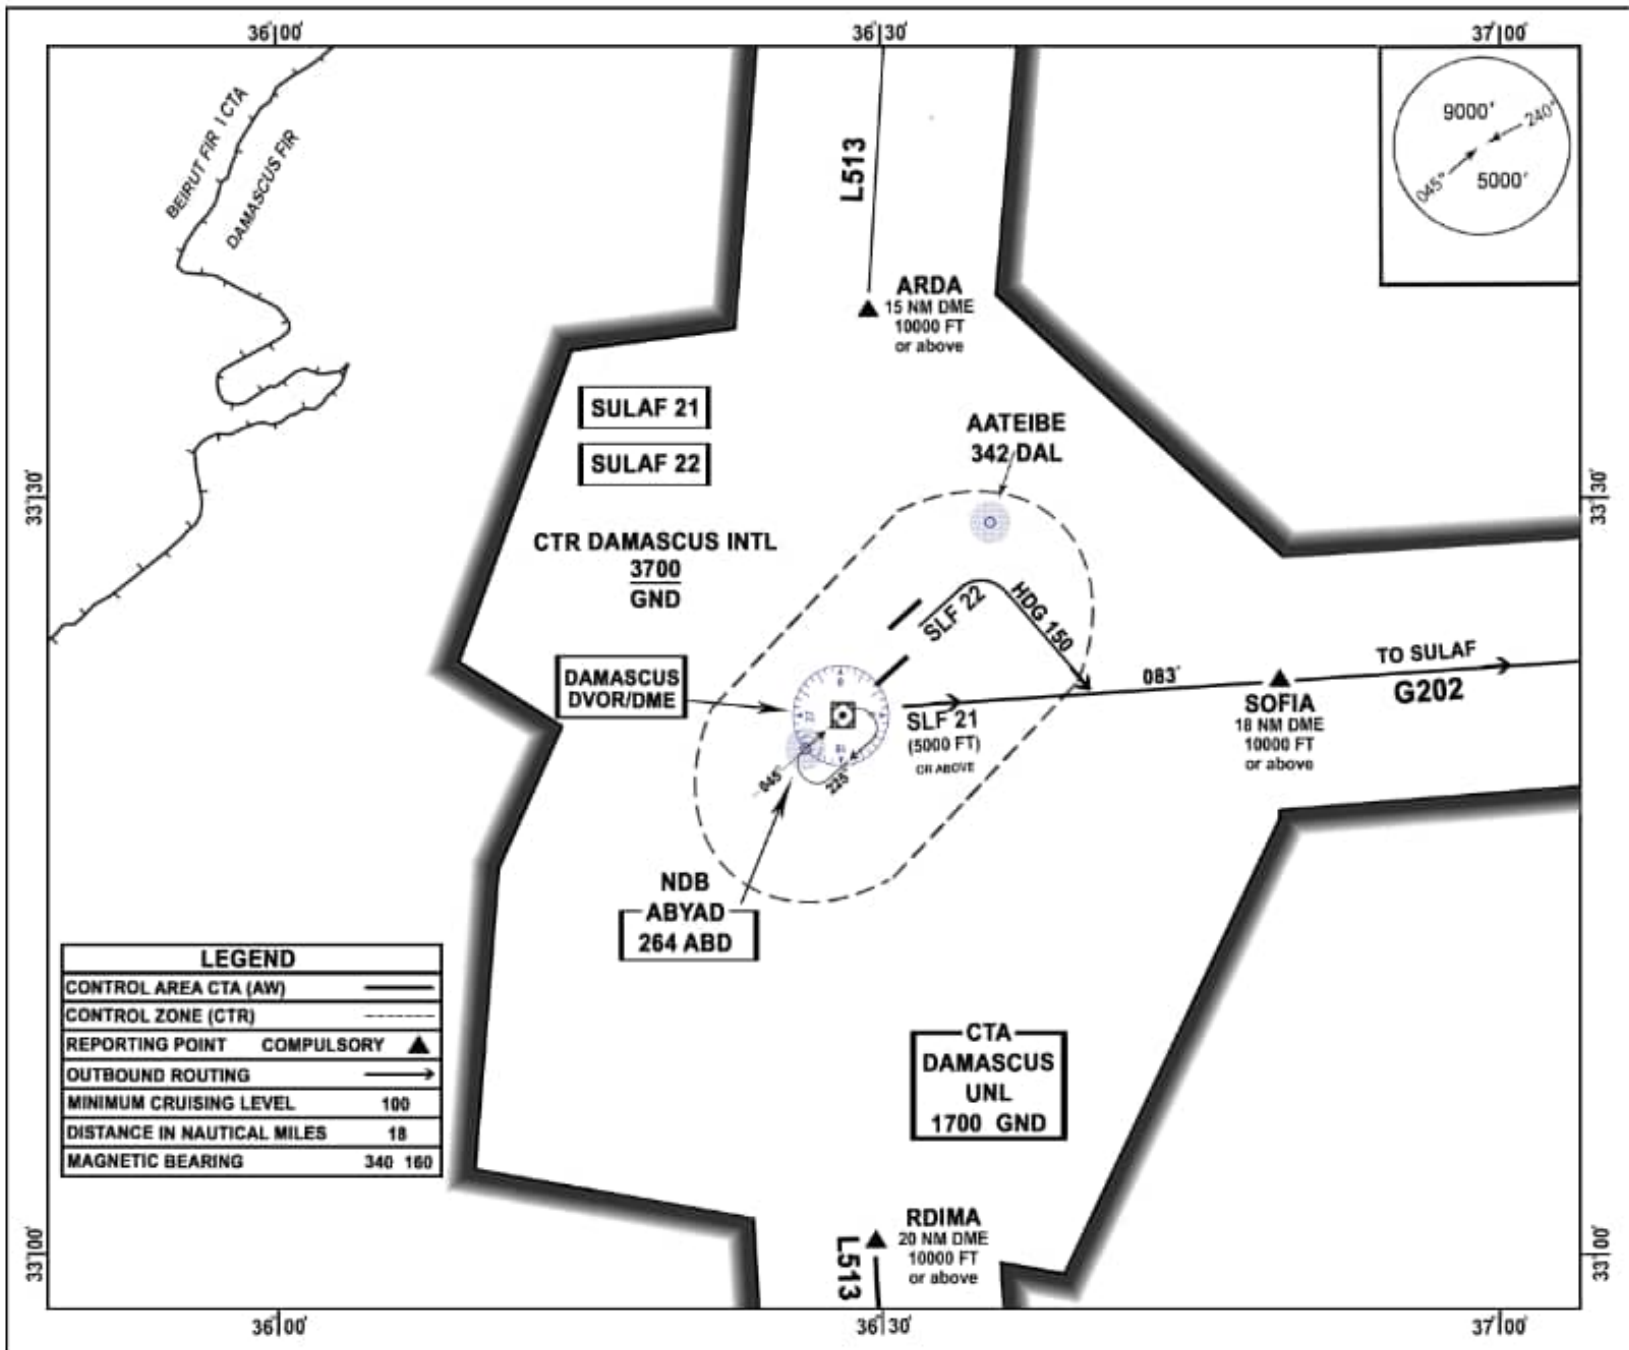 36°00'
36°30'
37°00'
BEIRUT FIR \ CTA
DAMASCUS FIR
L513
9000'
240°
045°
5000'
ARDA
15 NM DME
10000 FT
or above
SULAF 21
SULAF 22
AATEIBE
342 DAL
33°30'
33°30'
CTR DAMASCUS INTL
3700
GND
SLF 22
HDG 150
DAMASCUS
DVOR/DME
083°
TO SULAF
G202
SLF 21
(5000 FT)
OR ABOVE
SOFIA
18 NM DME
10000 FT
or above
045°
225°
NDB
ABYAD
264 ABD
LEGEND
CONTROL AREA CTA (AW)
CONTROL ZONE (CTR)
REPORTING POINT COMPULSORY
OUTBOUND ROUTING
MINIMUM CRUISING LEVEL 100
DISTANCE IN NAUTICAL MILES 18
MAGNETIC BEARING 340 160
CTA
DAMASCUS
UNL
1700 GND
L513
RDIMA
20 NM DME
10000 FT
or above
33°00'
33°00'
36°00'
36°30'
37°00'